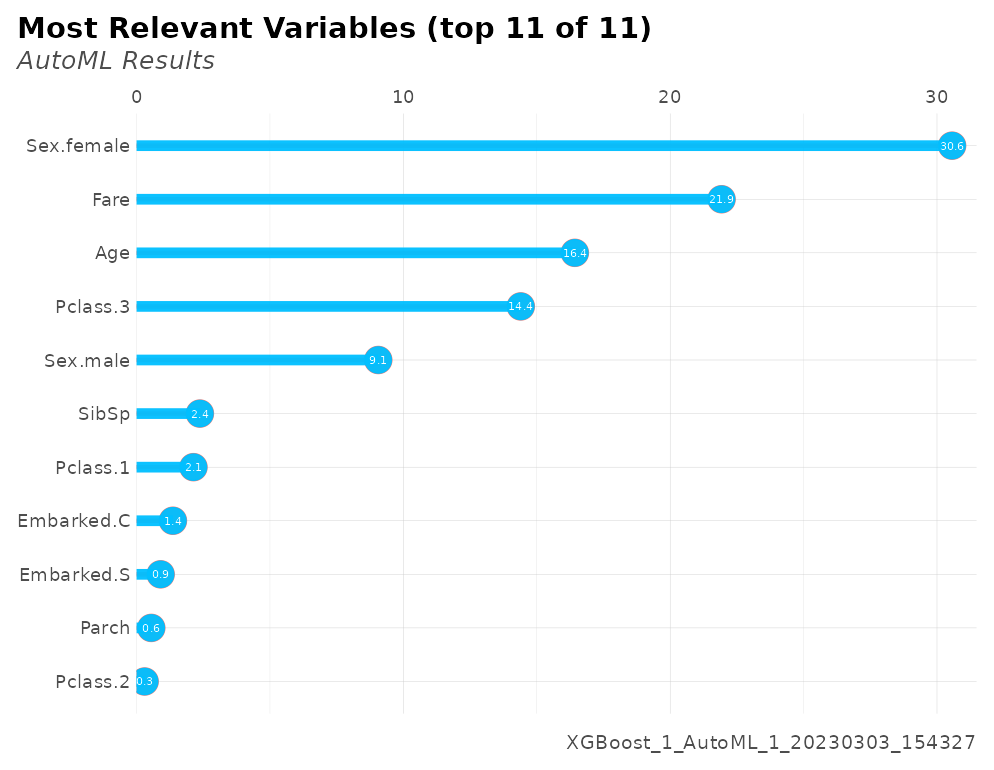 Most Relevant Variables (top 11 of 11)
AutoML Results
0 10 20 30
Sex.female 30.6
Fare 21.9
Age 16.4
Pclass.3 14.4
Sex.male 9.1
SibSp 2.4
Pclass.1 2.1
Embarked.C 1.4
Embarked.S 0.9
Parch 0.6
Pclass.2 0.3
XGBoost_1_AutoML_1_20230303_154327